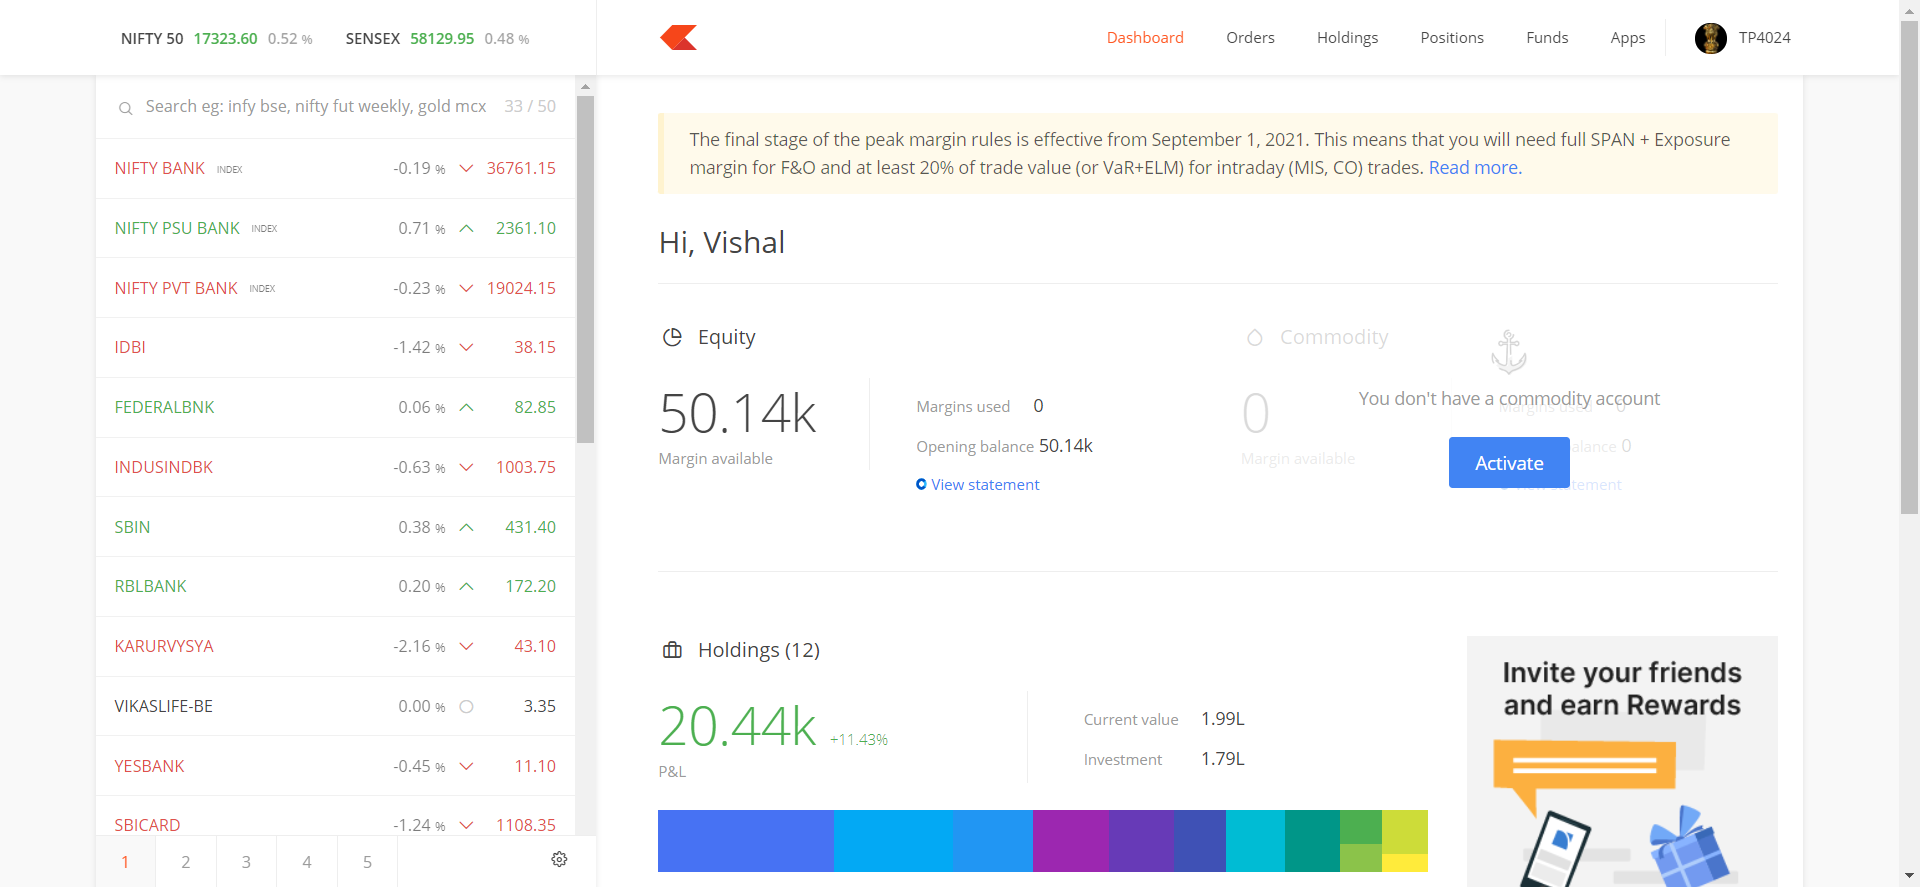 NIFTY 50 17323.60 0.52 % SENSEX 58129.95 0.48 %
Dashboard Orders Holdings Positions Funds Apps TP4024
Search eg: infy bse, nifty fut weekly, gold mcx 33 / 50
NIFTY BANK INDEX -0.19 % 36761.15
NIFTY PSU BANK INDEX 0.71 % 2361.10
NIFTY PVT BANK INDEX -0.23 % 19024.15
IDBI -1.42 % 38.15
FEDERALBNK 0.06 % 82.85
INDUSINDBK -0.63 % 1003.75
SBIN 0.38 % 431.40
RBLBANK 0.20 % 172.20
KARURVYSYA -2.16 % 43.10
VIKASLIFE-BE 0.00 % 3.35
YESBANK -0.45 % 11.10
SBICARD -1.24 % 1108.35
1 2 3 4 5
The final stage of the peak margin rules is effective from September 1, 2021. This means that you will need full SPAN + Exposure
margin for F&O and at least 20% of trade value (or VaR+ELM) for intraday (MIS, CO) trades. Read more.
Hi, Vishal
Equity
50.14k
Margin available
Margins used 0
Opening balance 50.14k
View statement
Commodity
0
Margin available
You don't have a commodity account
Margins used 0
Activate
alance 0
View statement
Holdings (12)
20.44k +11.43%
P&L
Current value 1.99L
Investment 1.79L
Invite your friends
and earn Rewards